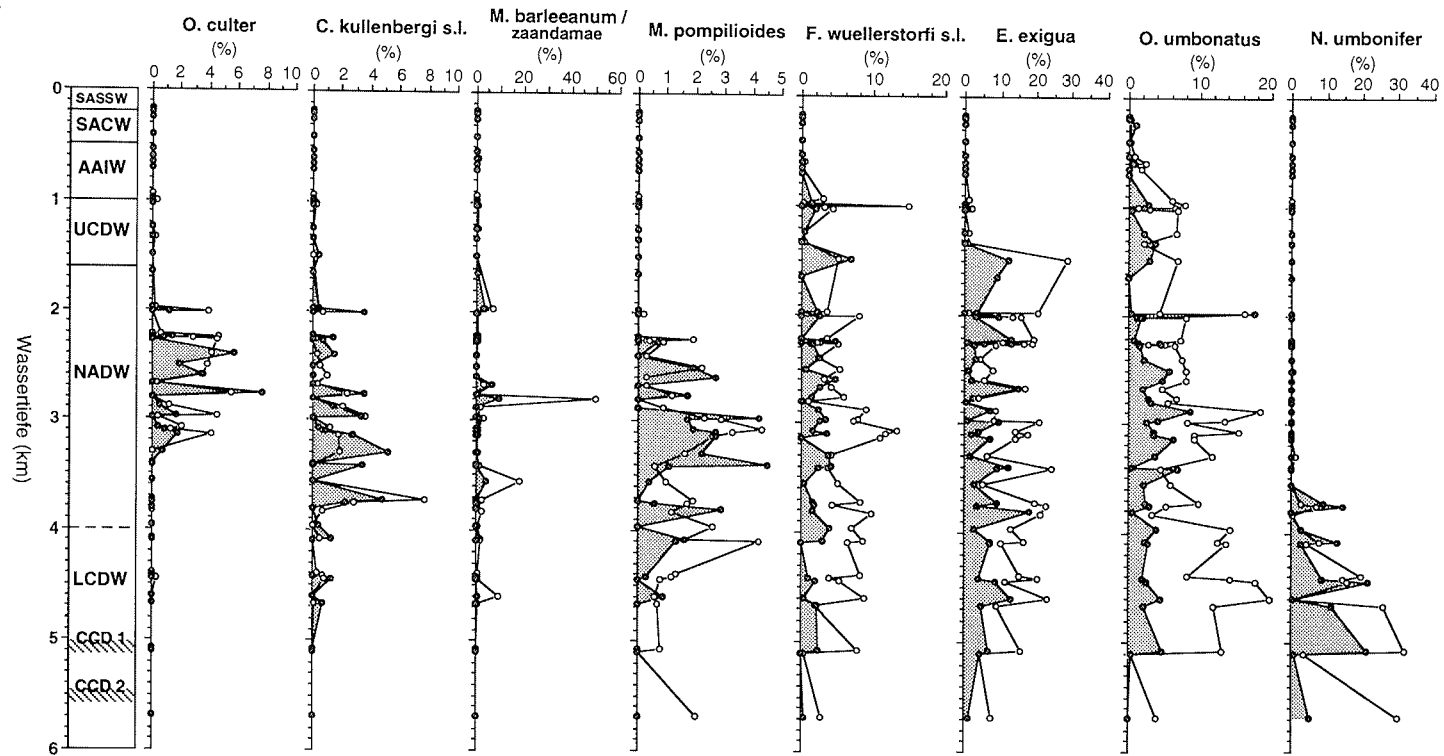 O. culter
(%)
0 2 4 6 8 10
C. kullenbergi s.l.
(%)
0 2 4 6 8 10
M. barleeanum /
zaandamae
(%)
0 20 40 60
M. pompilioides
(%)
0 1 2 3 4 5
F. wuellerstorfi s.l.
(%)
0 10 20
E. exigua
(%)
0 10 20 30 40
O. umbonatus
(%)
0 10 20
N. umbonifer
(%)
0 10 20 30 40
Wassertiefe (km)
0
SASSW
SACW
AAIW
1
UCDW
2
NADW
3
4
LCDW
5
CCD 1
CCD 2
6